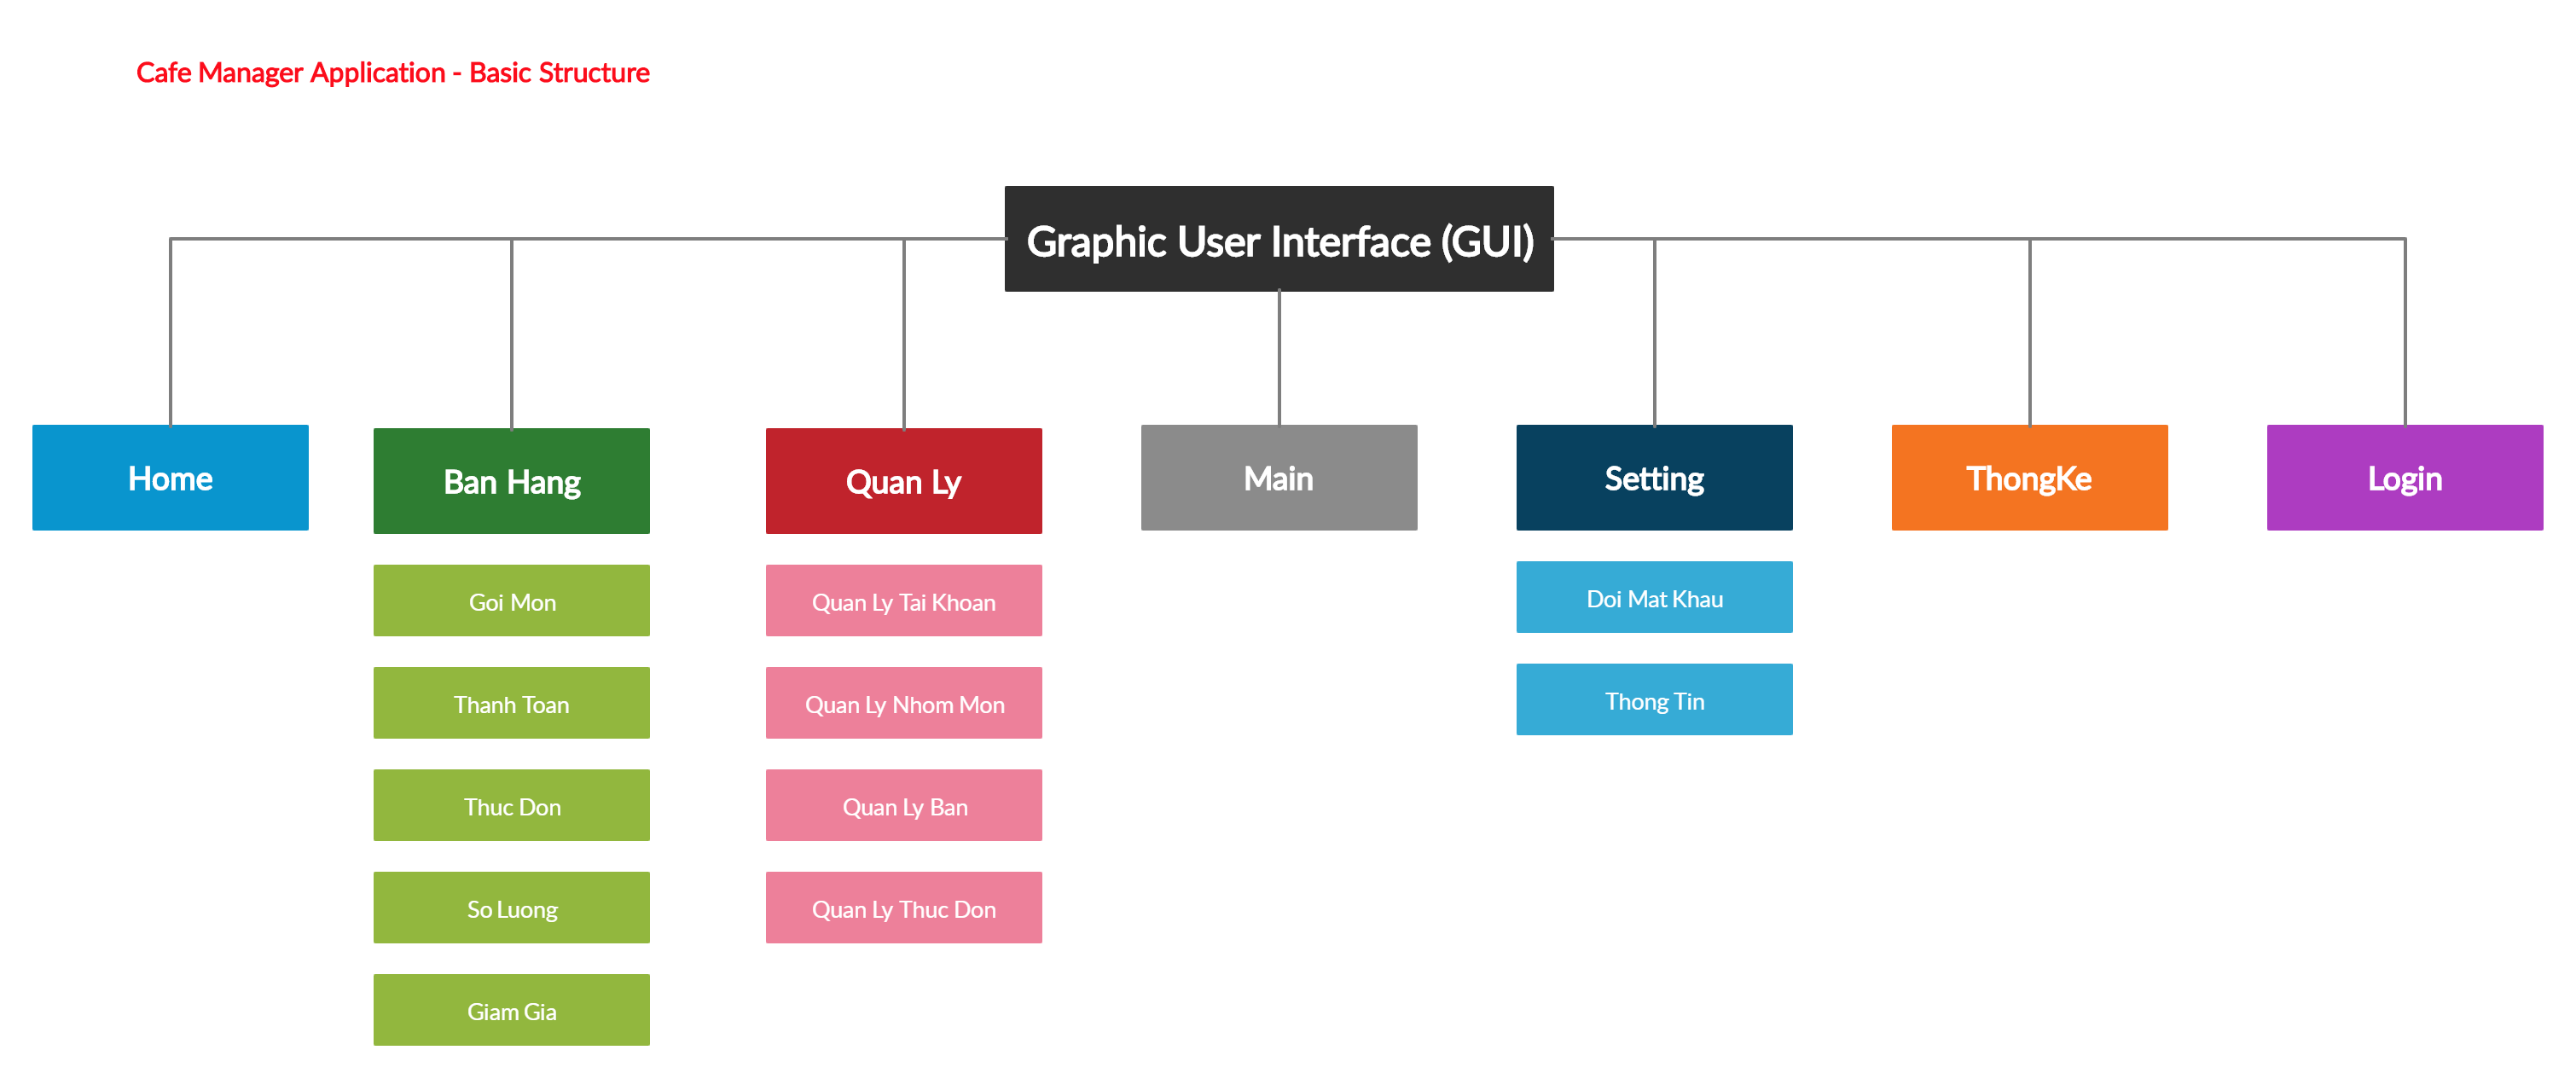 Cafe Manager Application - Basic Structure
Graphic User Interface (GUI)
Home
Ban Hang
Quan Ly
Main
Setting
ThongKe
Login
Goi Mon
Thanh Toan
Thuc Don
So Luong
Giam Gia
Quan Ly Tai Khoan
Quan Ly Nhom Mon
Quan Ly Ban
Quan Ly Thuc Don
Doi Mat Khau
Thong Tin